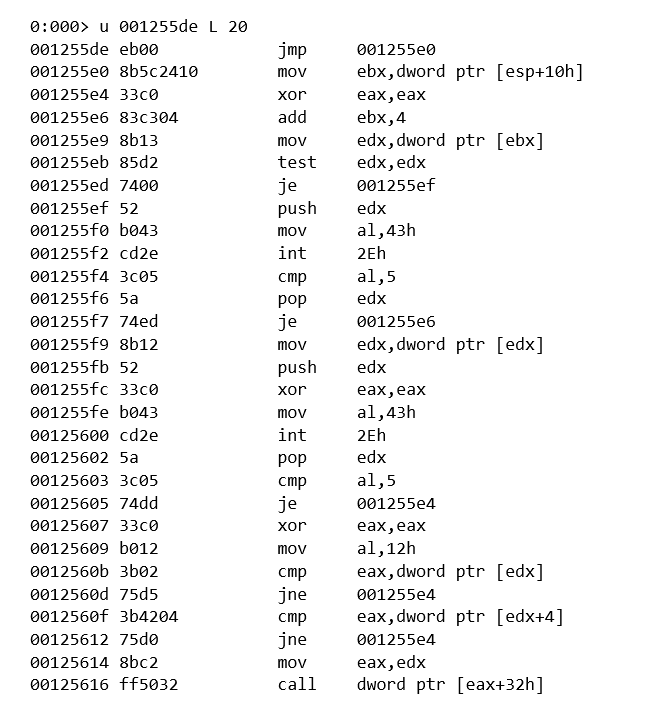 0:000> u 001255de L 20
001255de eb00 jmp 001255e0
001255e0 8b5c2410 mov ebx,dword ptr [esp+10h]
001255e4 33c0 xor eax,eax
001255e6 83c304 add ebx,4
001255e9 8b13 mov edx,dword ptr [ebx]
001255eb 85d2 test edx,edx
001255ed 7400 je 001255ef
001255ef 52 push edx
001255f0 b043 mov al,43h
001255f2 cd2e int 2Eh
001255f4 3c05 cmp al,5
001255f6 5a pop edx
001255f7 74ed je 001255e6
001255f9 8b12 mov edx,dword ptr [edx]
001255fb 52 push edx
001255fc 33c0 xor eax,eax
001255fe b043 mov al,43h
00125600 cd2e int 2Eh
00125602 5a pop edx
00125603 3c05 cmp al,5
00125605 74dd je 001255e4
00125607 33c0 xor eax,eax
00125609 b012 mov al,12h
0012560b 3b02 cmp eax,dword ptr [edx]
0012560d 75d5 jne 001255e4
0012560f 3b4204 cmp eax,dword ptr [edx+4]
00125612 75d0 jne 001255e4
00125614 8bc2 mov eax,edx
00125616 ff5032 call dword ptr [eax+32h]